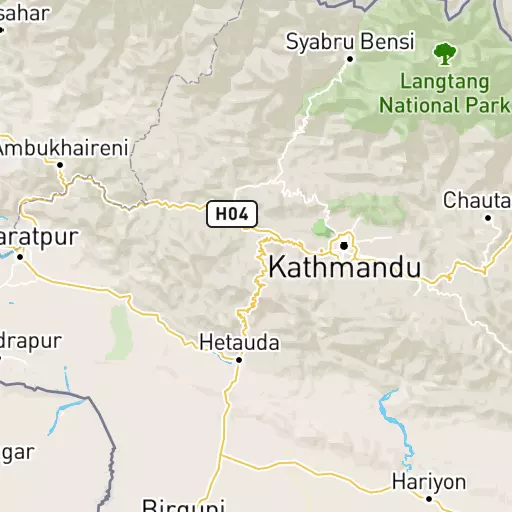 sahar
Syabru Bensi
Langtang
National Park
Ambukhaireni
H04
Chauta
aratpur
Kathmandu
drapur
Hetauda
gar
Hariyon
Birgunj